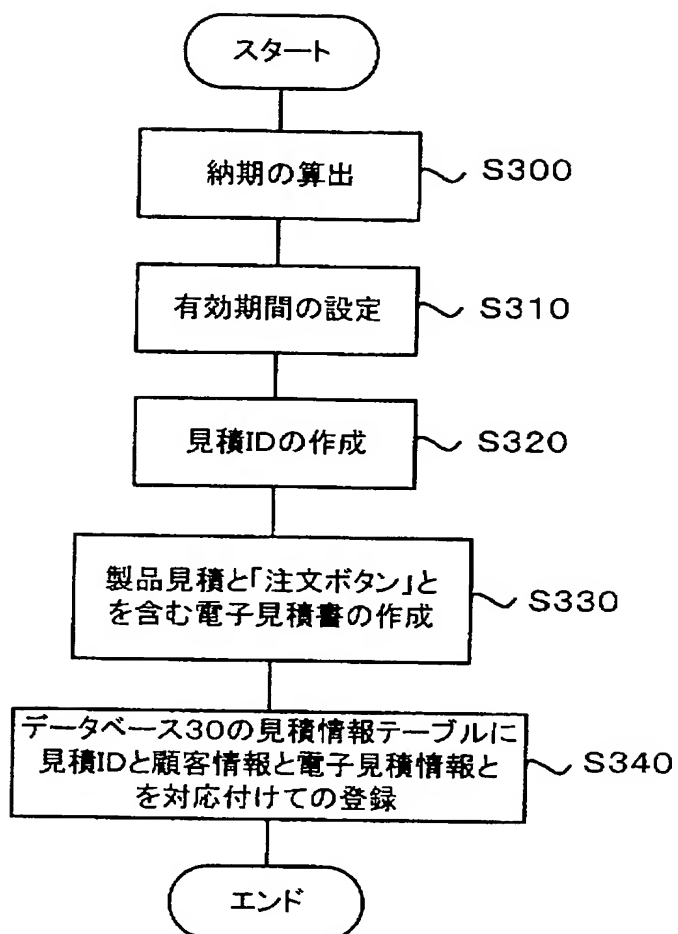 スタート
納期の算出
S300
有効期間の設定
S310
見積IDの作成
S320
製品見積と「注文ボタン」と
を含む電子見積書の作成
S330
データベース30の見積情報テーブルに
見積IDと顧客情報と電子見積情報と
を対応付けての登録
S340
エンド